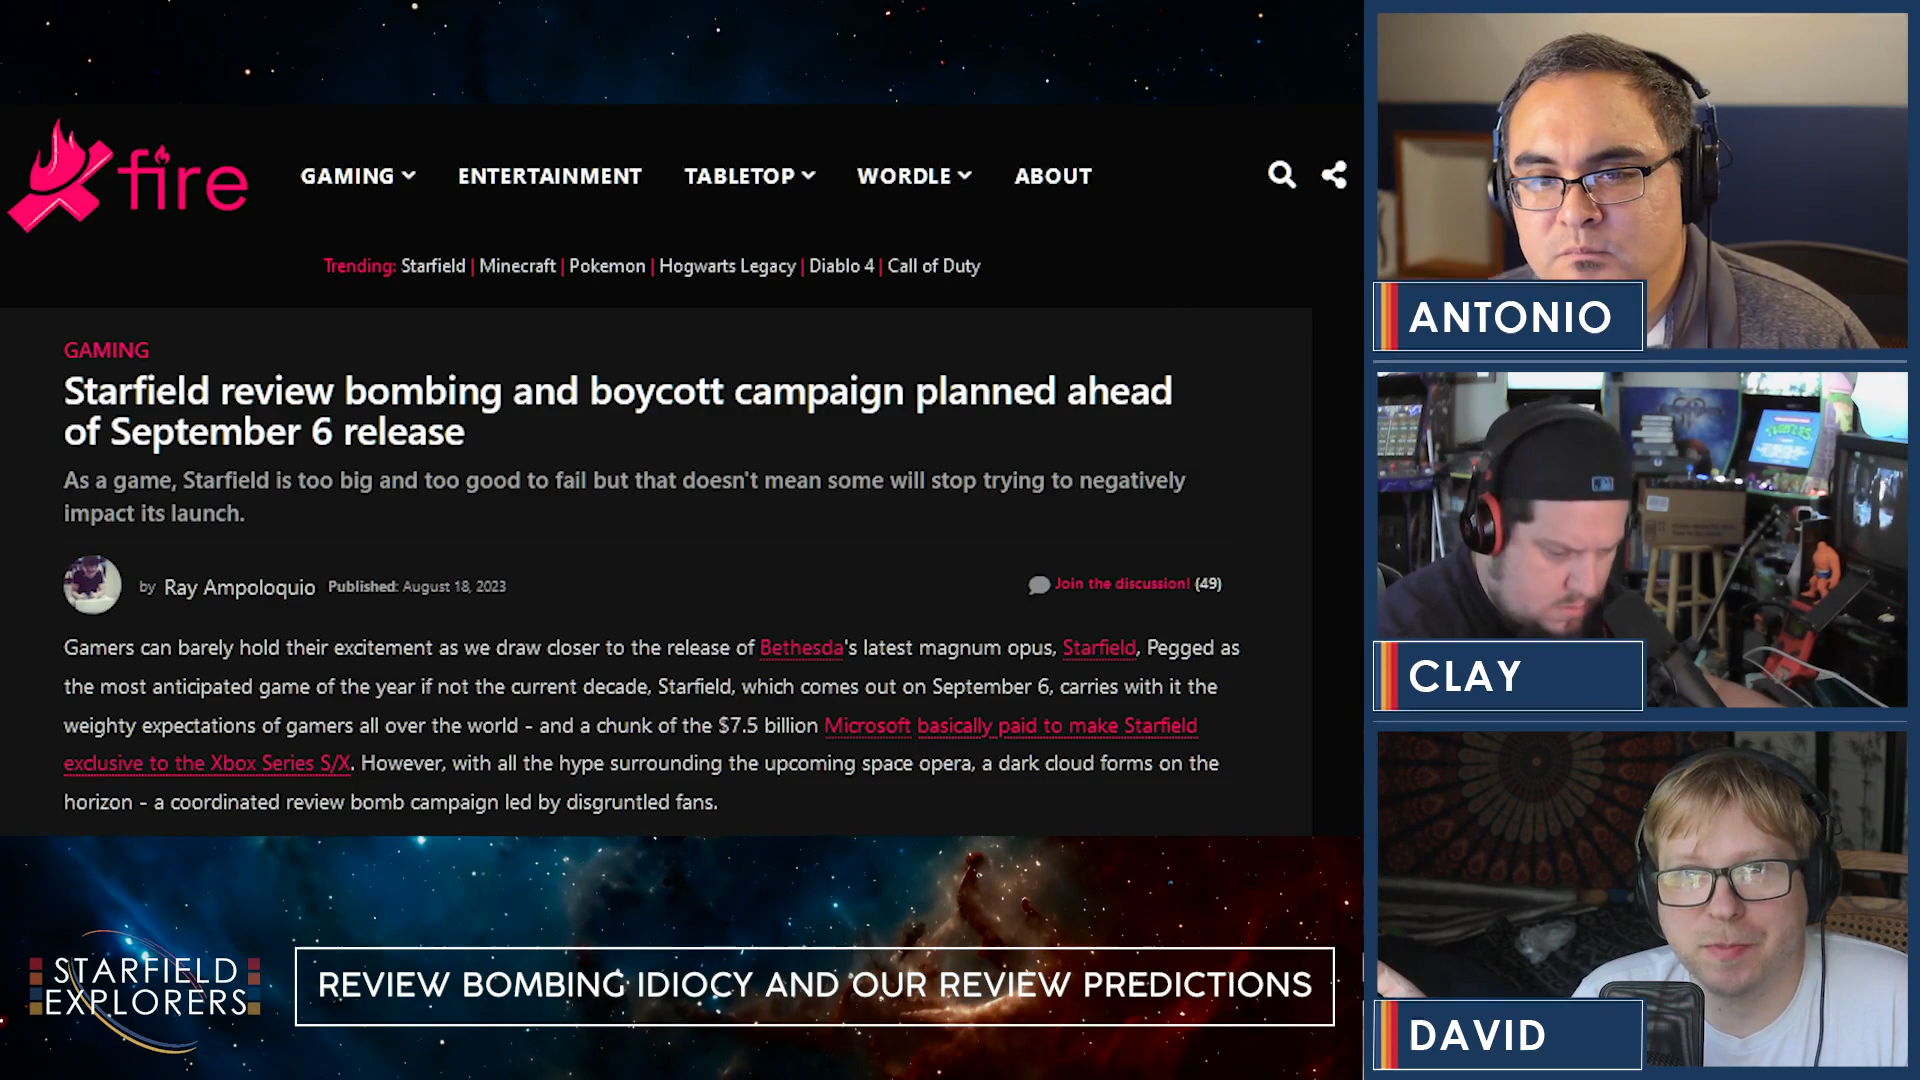 fire
GAMING
ENTERTAINMENT
TABLETOP
WORDLE
ABOUT
Trending: Starfield | Minecraft | Pokemon | Hogwarts Legacy | Diablo 4 | Call of Duty
GAMING
Starfield review bombing and boycott campaign planned ahead
of September 6 release
As a game, Starfield is too big and too good to fail but that doesn't mean some will stop trying to negatively
impact its launch.
by Ray Ampoloquio Published: August 18, 2023
Join the discussion! (49)
Gamers can barely hold their excitement as we draw closer to the release of Bethesda's latest magnum opus, Starfield, Pegged as
the most anticipated game of the year if not the current decade, Starfield, which comes out on September 6, carries with it the
weighty expectations of gamers all over the world - and a chunk of the $7.5 billion Microsoft basically paid to make Starfield
exclusive to the Xbox Series S/X. However, with all the hype surrounding the upcoming space opera, a dark cloud forms on the
horizon - a coordinated review bomb campaign led by disgruntled fans.
STARFIELD
EXPLORERS
REVIEW BOMBING IDIOCY AND OUR REVIEW PREDICTIONS
ANTONIO
CLAY
DAVID